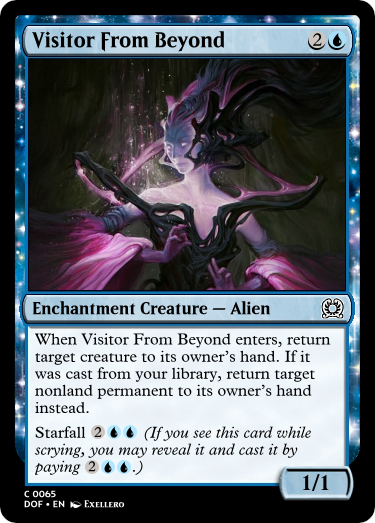 Visitor From Beyond 2
Enchantment Creature — Alien
When Visitor From Beyond enters, return
target creature to its owner's hand. If it
was cast from your library, return target
nonland permanent to its owner's hand
instead.
Starfall 2 (If you see this card while
scrying, you may reveal it and cast it by
paying 2.)
1/1
C 0065
DOF • EN Exellero